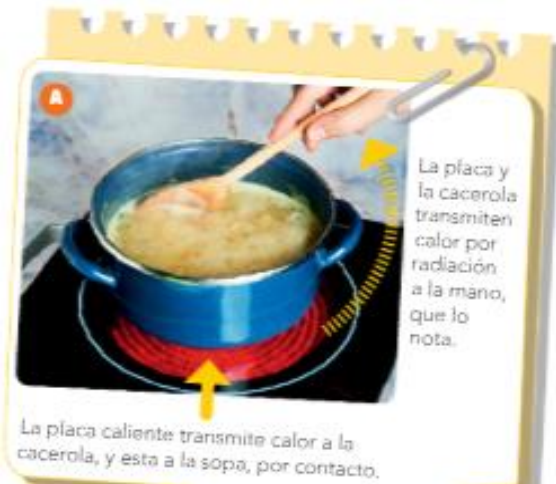 A
La placa y
la cacerola
transmiten
calor por
radiación
a la mano,
que lo
nota.
La placa caliente transmite calor a la
cacerola, y esta a la sopa, por contacto.